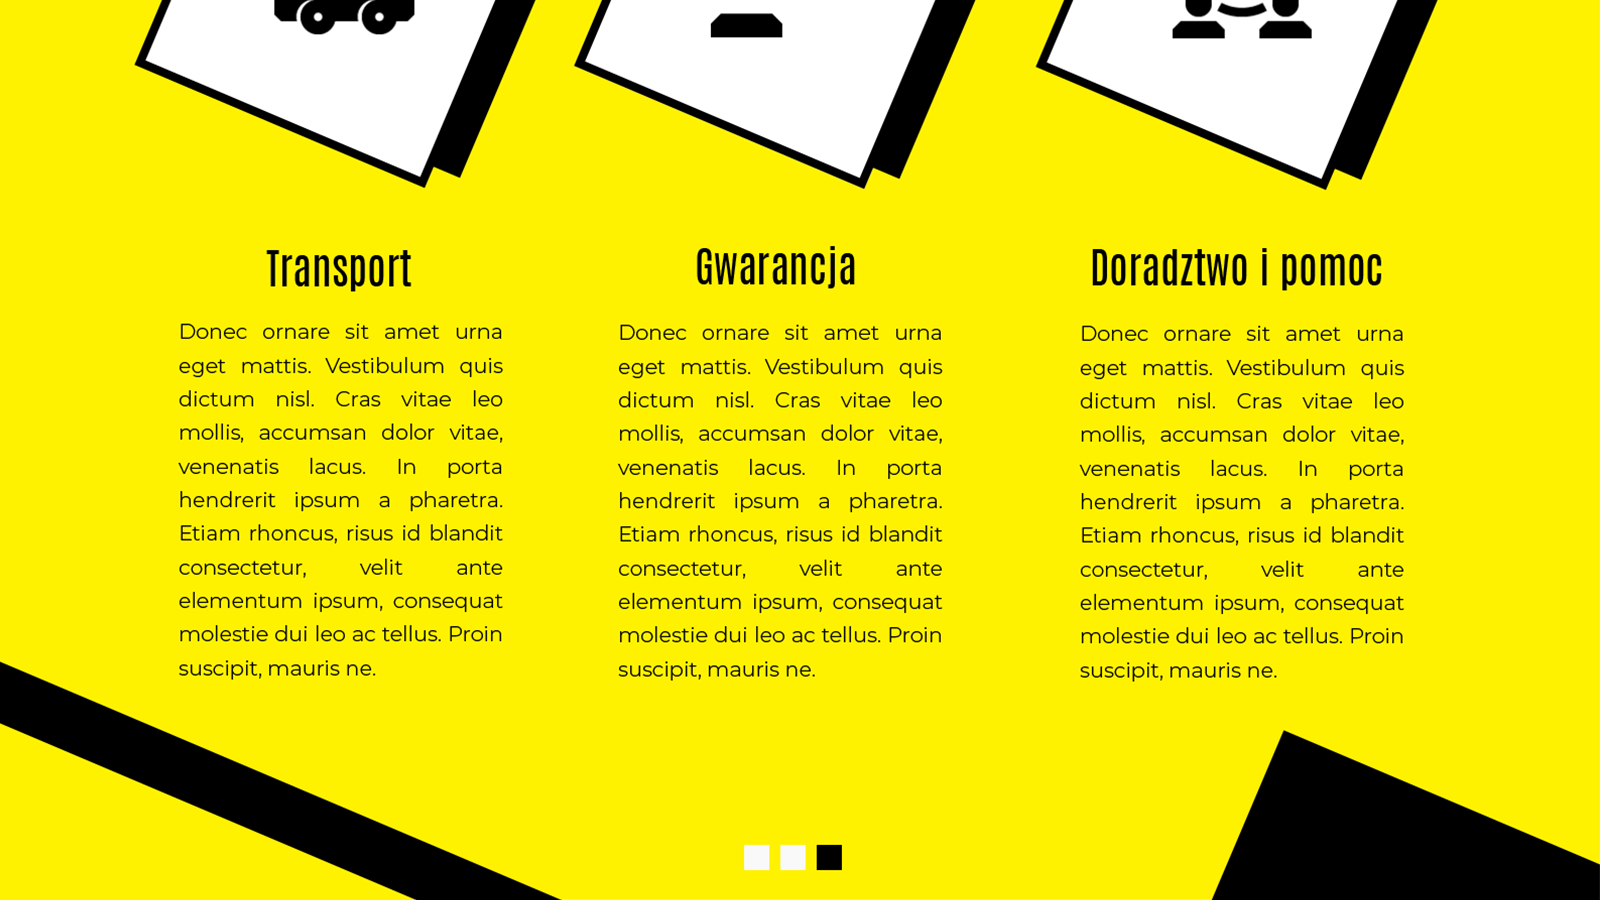 Transport
Donec ornare sit amet urna
eget mattis. Vestibulum quis
dictum nisl. Cras vitae leo
mollis, accumsan dolor vitae,
venenatis lacus. In porta
hendrerit ipsum a pharetra.
Etiam rhoncus, risus id blandit
consectetur, velit ante
elementum ipsum, consequat
molestie dui leo ac tellus. Proin
suscipit, mauris ne.
Gwarancja
Donec ornare sit amet urna
eget mattis. Vestibulum quis
dictum nisl. Cras vitae leo
mollis, accumsan dolor vitae,
venenatis lacus. In porta
hendrerit ipsum a pharetra.
Etiam rhoncus, risus id blandit
consectetur, velit ante
elementum ipsum, consequat
molestie dui leo ac tellus. Proin
suscipit, mauris ne.
Doradztwo i pomoc
Donec ornare sit amet urna
eget mattis. Vestibulum quis
dictum nisl. Cras vitae leo
mollis, accumsan dolor vitae,
venenatis lacus. In porta
hendrerit ipsum a pharetra.
Etiam rhoncus, risus id blandit
consectetur, velit ante
elementum ipsum, consequat
molestie dui leo ac tellus. Proin
suscipit, mauris ne.